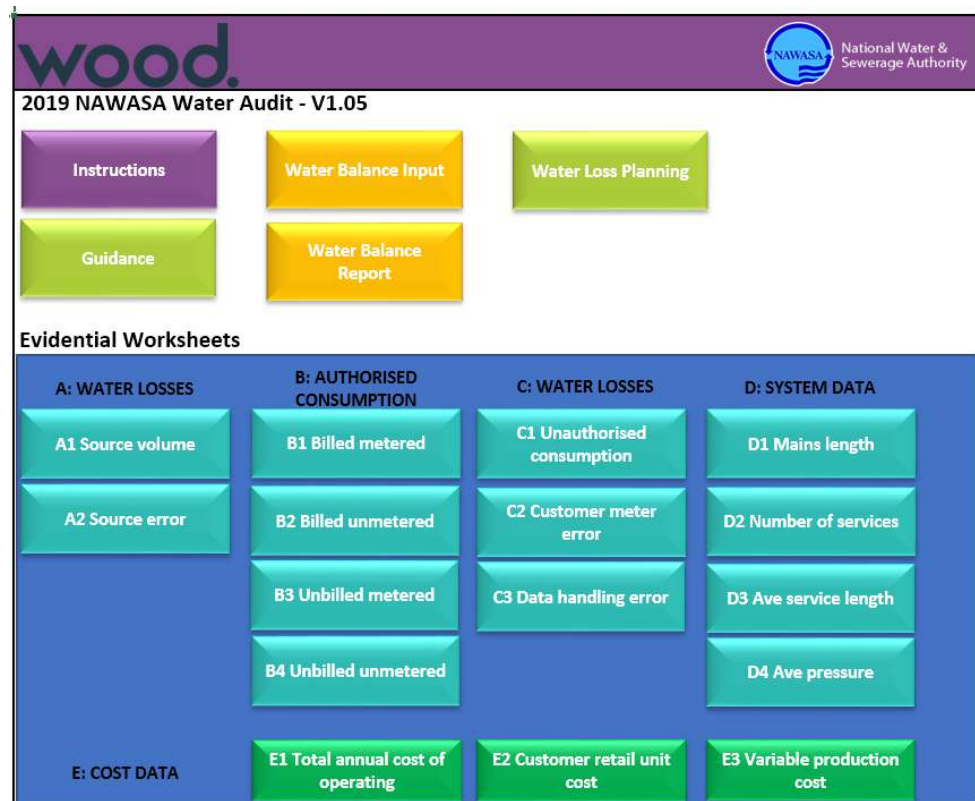 wood.
NAWASA
National Water &
Sewerage Authority
2019 NAWASA Water Audit - V1.05
Instructions
Water Balance Input
Water Loss Planning
Guidance
Water Balance
Report
Evidential Worksheets
A: WATER LOSSES
B: AUTHORISED
CONSUMPTION
C: WATER LOSSES
D: SYSTEM DATA
A1 Source volume
B1 Billed metered
C1 Unauthorised
consumption
D1 Mains length
A2 Source error
B2 Billed unmetered
C2 Customer meter
error
D2 Number of services
B3 Unbilled metered
C3 Data handling error
D3 Ave service length
B4 Unbilled unmetered
D4 Ave pressure
E: COST DATA
E1 Total annual cost of
operating
E2 Customer retail unit
cost
E3 Variable production
cost